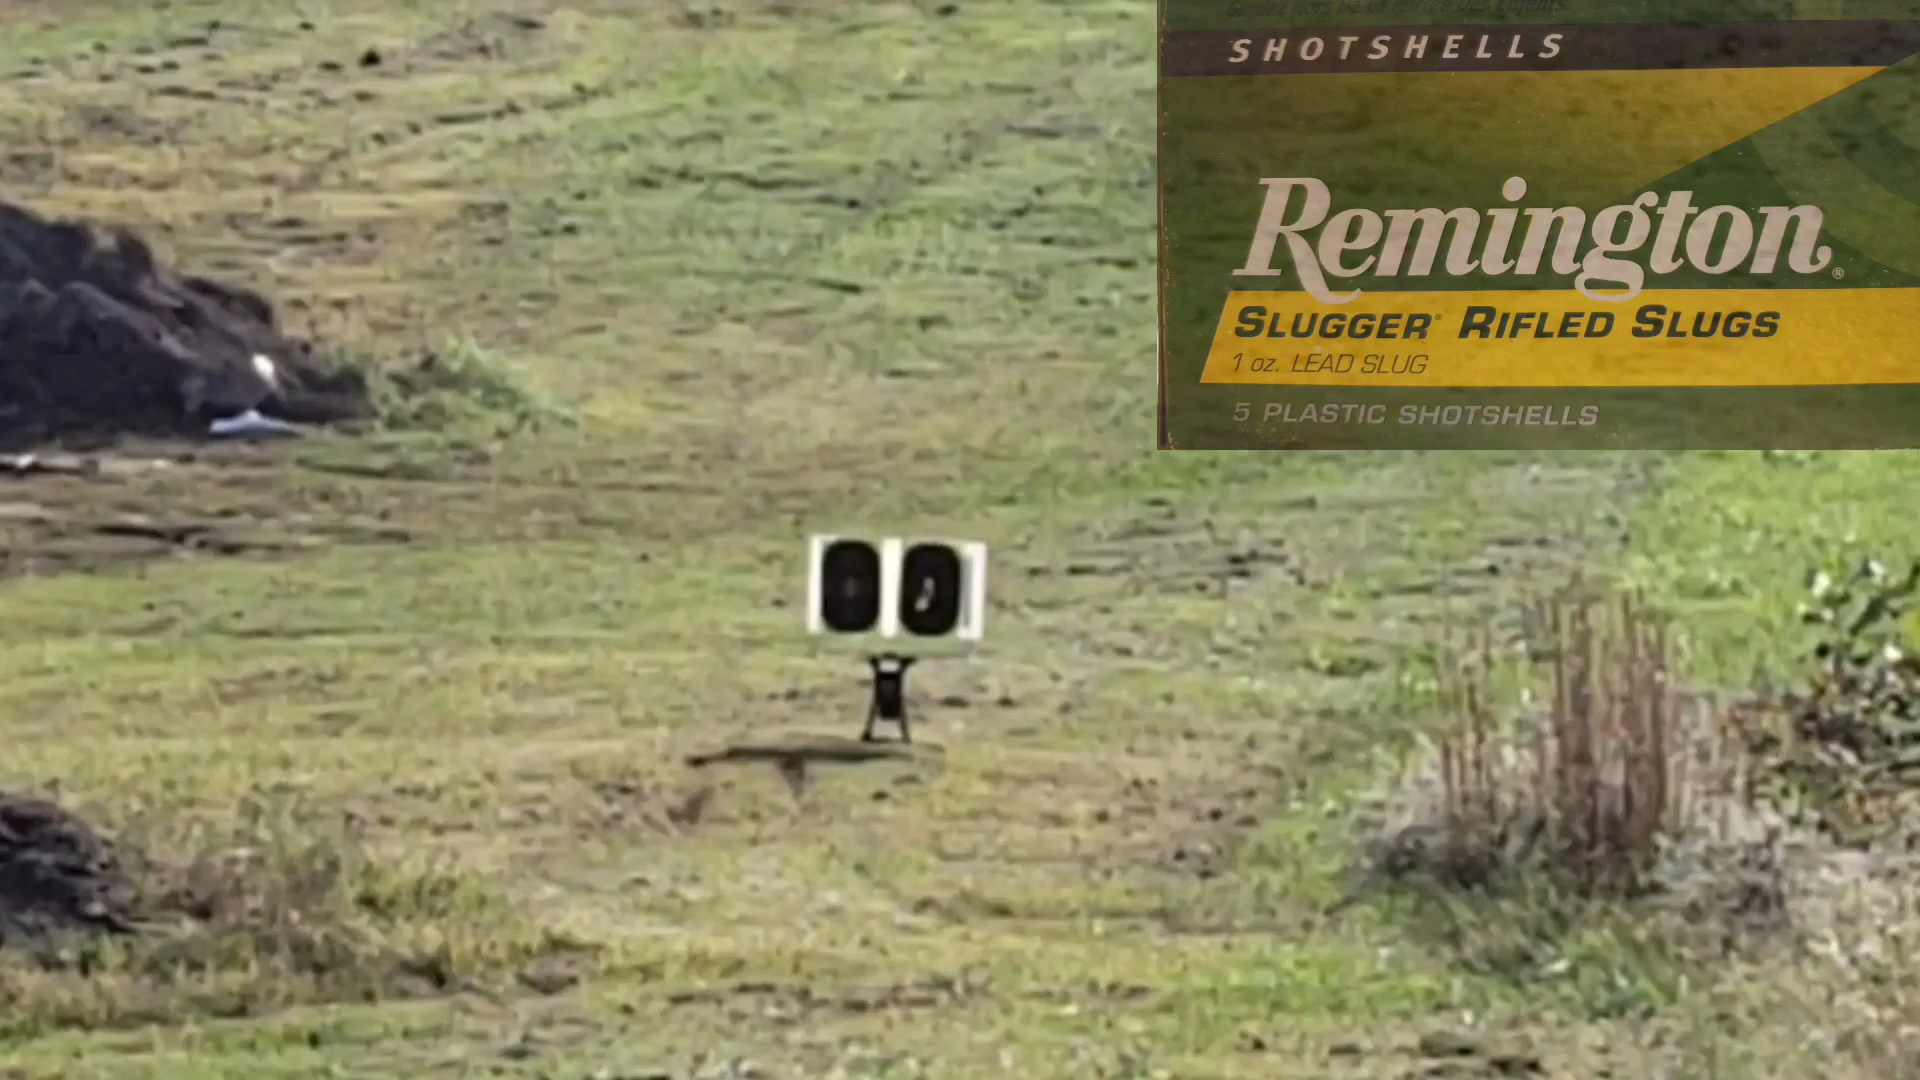 SHOTSHELLS
Remington®
SLUGGER® RIFLED SLUGS
1 oz. LEAD SLUG
5 PLASTIC SHOTSHELLS